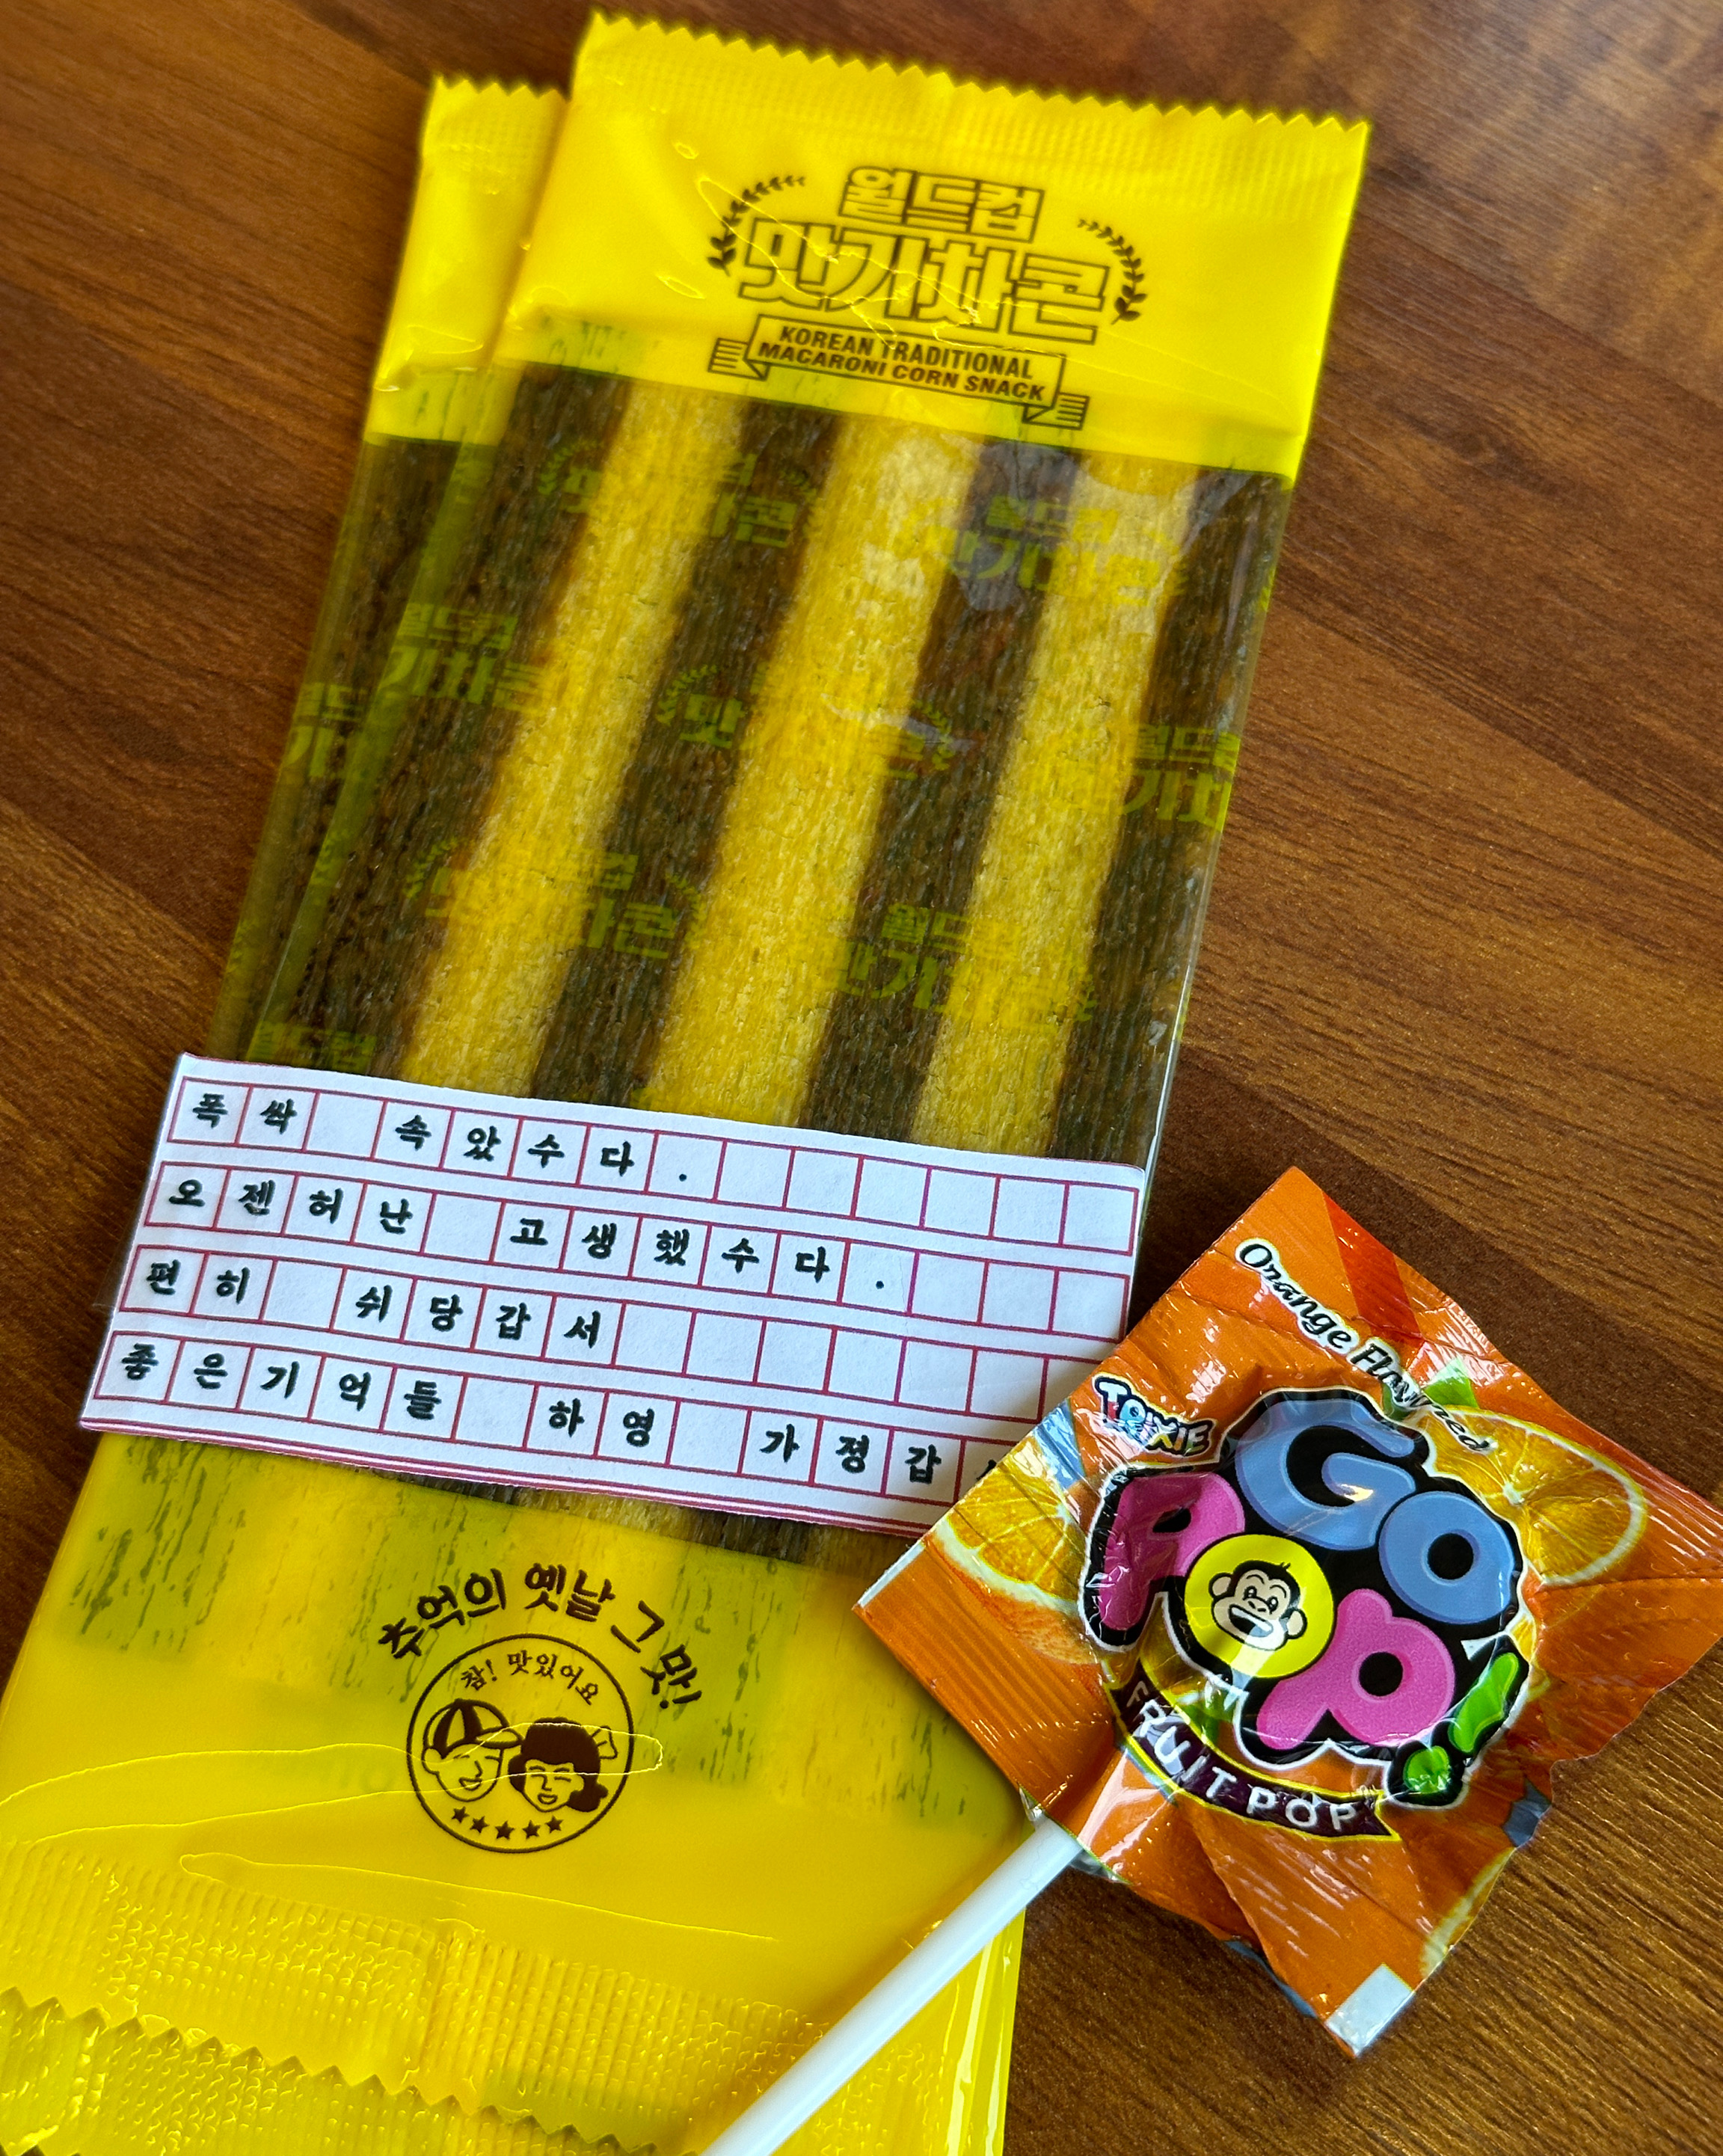 월드컵
맛기차콘
KOREAN TRADITIONAL
MACARONI CORN SNACK
폭싹 속았수다.
오젠허난 고생했수다.
편히 쉬당갑서
좋은기억들 하영 가정갑
추억의 옛날 그 맛!
참! 맛있어요
Orange Flavored
TOIXIE
GO
POP!
FRUIT POP